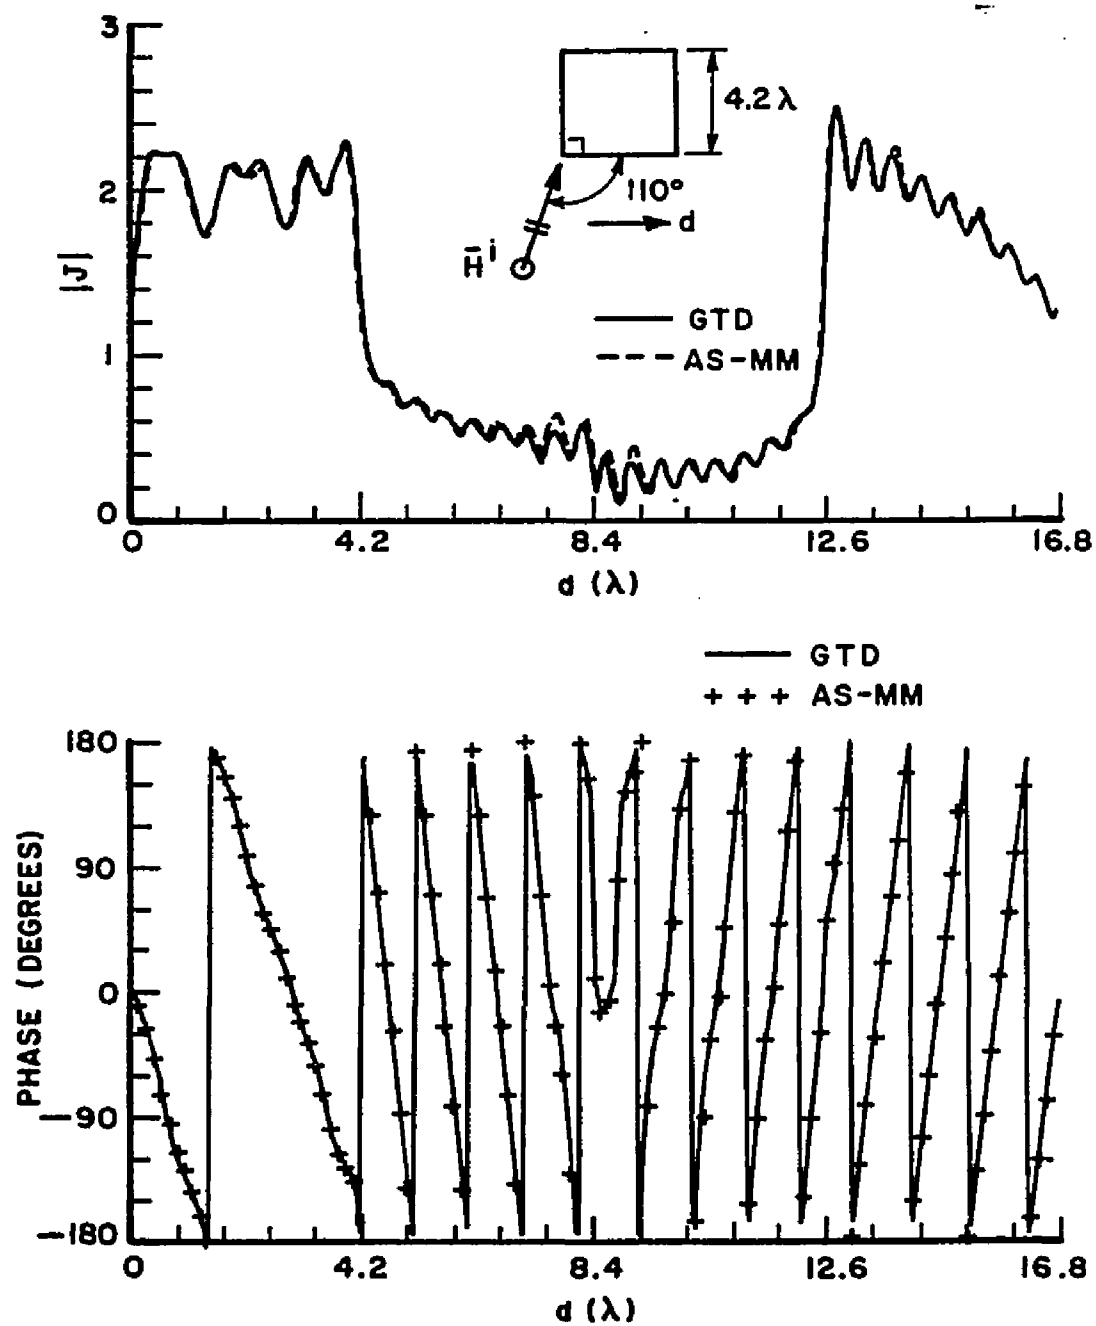 3
2
1
0
|J|
4.2λ
110°
d
H̄ⁱ
GTD
AS-MM
0 4.2 8.4 12.6 16.8
d (λ)
GTD
+ + + AS-MM
180
90
0
-90
-180
PHASE (DEGREES)
0 4.2 8.4 12.6 16.8
d (λ)